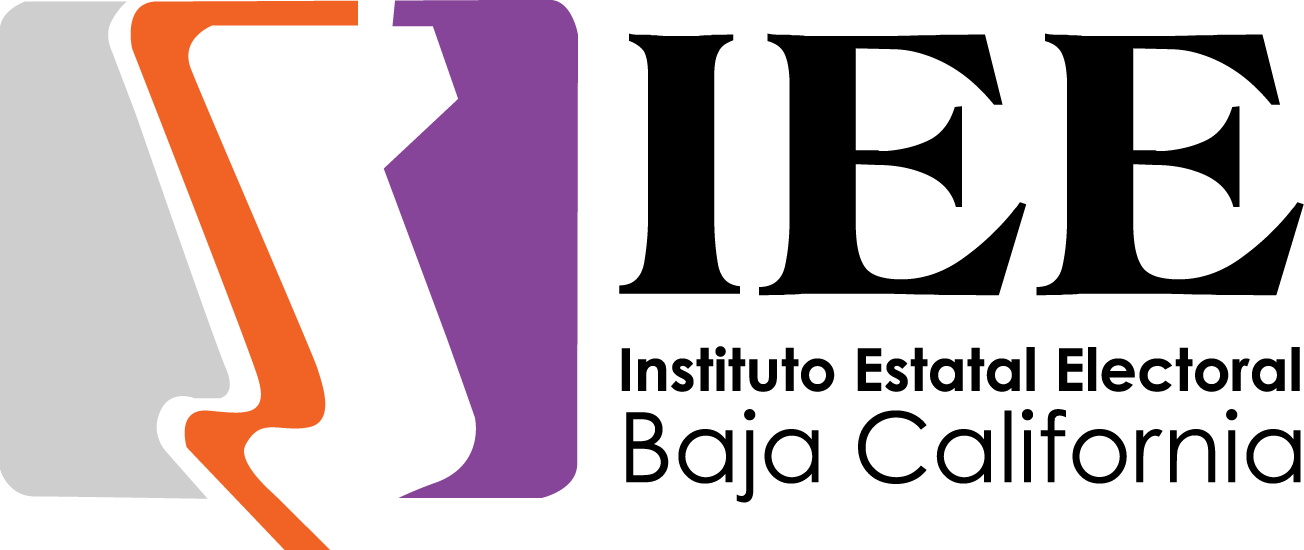 IEE
Instituto Estatal Electoral
Baja California